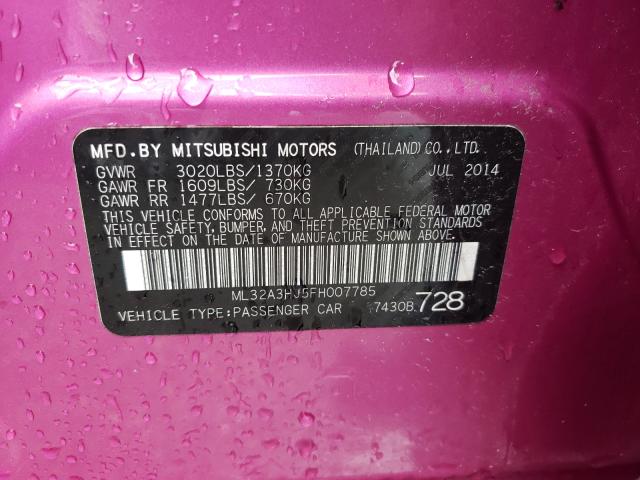 MFD.BY MITSUBISHI MOTORS (THAILAND) CO., LTD.
GVWR 3020LBS/1370KG JUL 2014
GAWR FR 1609LBS/ 730KG
GAWR RR 1477LBS/ 670KG
THIS VEHICLE CONFORMS TO ALL APPLICABLE FEDERAL MOTOR
VEHICLE SAFETY, BUMPER, AND THEFT PREVENTION STANDARDS
IN EFFECT ON THE DATE OF MANUFACTURE SHOWN ABOVE.
ML32A3HJ5FH007785
VEHICLE TYPE:PASSENGER CAR 7430B 728